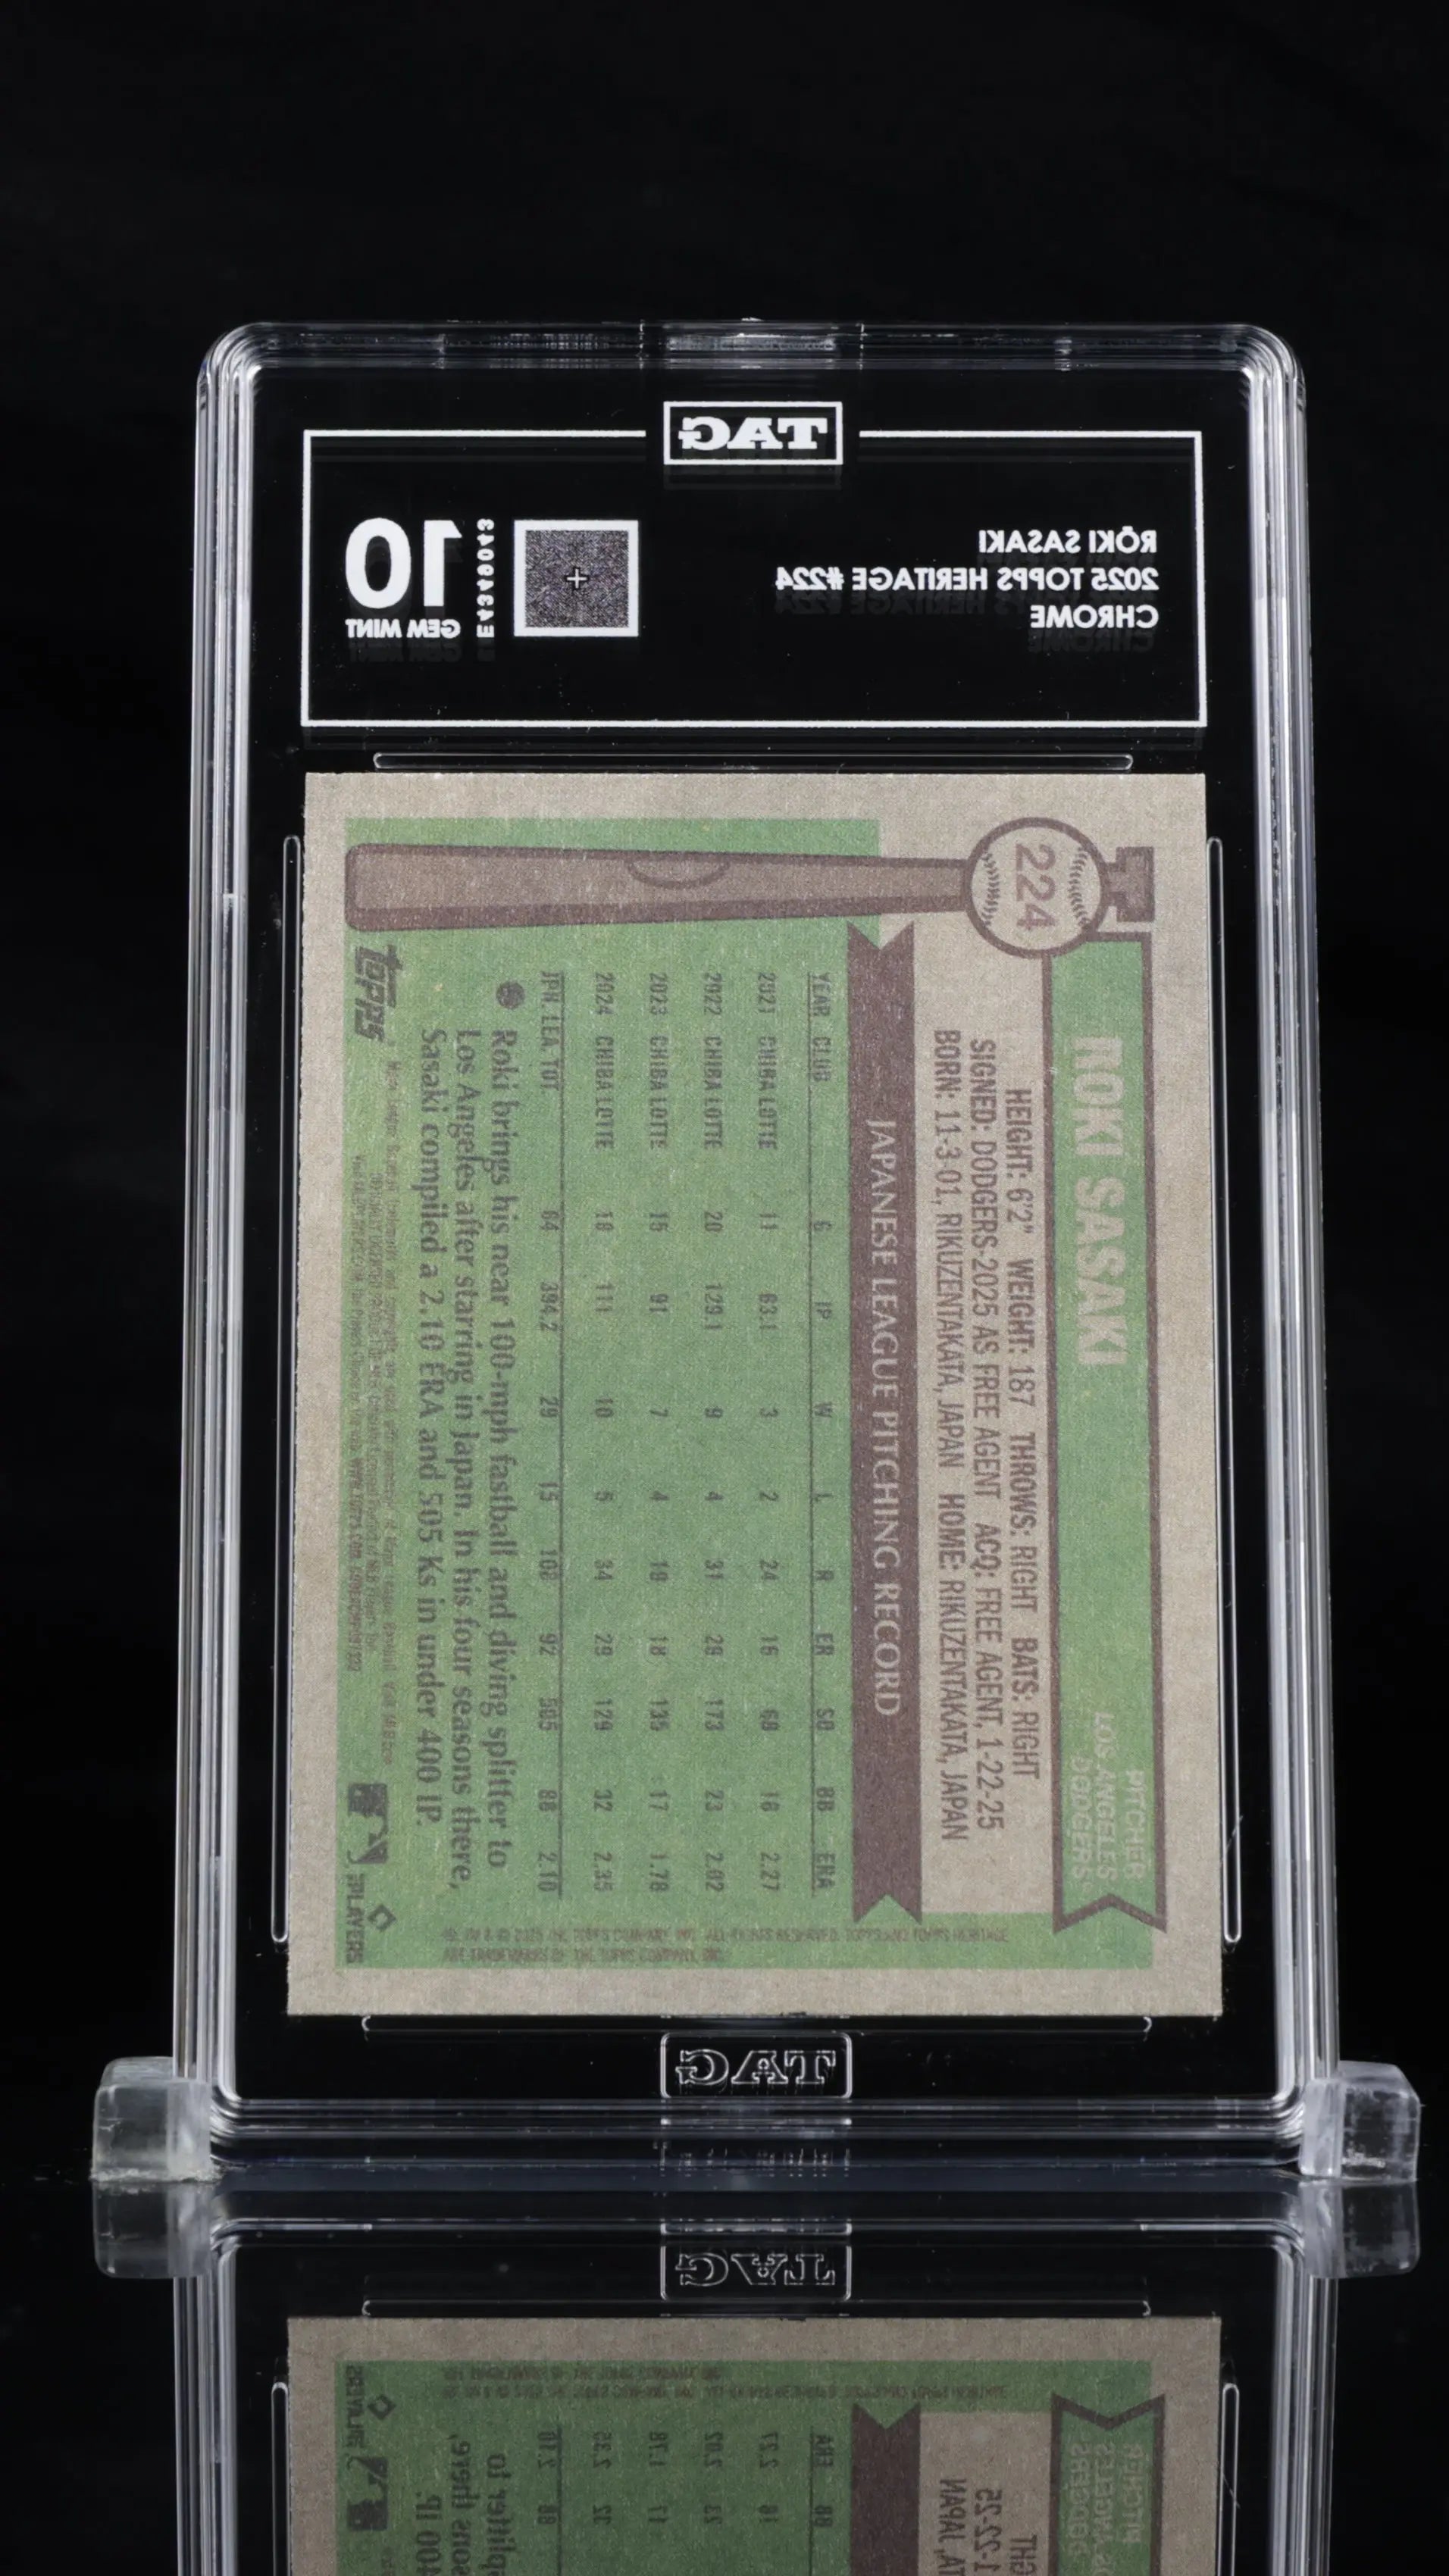 TAG
RŌKI SASAKI
2025 TOPPS HERITAGE #224
CHROME
10
GEM MINT
224
ROKI SASAKI
PITCHER
LOS ANGELES
DODGERS
HEIGHT: 6'2" WEIGHT: 187 THROWS: RIGHT BATS: RIGHT
SIGNED: DODGERS-2025 AS FREE AGENT ACQ: FREE AGENT, 1-22-25
BORN: 11-3-01, RIKUZENTAKATA, JAPAN HOME: RIKUZENTAKATA, JAPAN
JAPANESE LEAGUE PITCHING RECORD
YEAR CLUB G IP W L R ER SO BB ERA
2021 CHIBA LOTTE 11 63.1 3 2 24 16 68 16 2.27
2022 CHIBA LOTTE 20 129.1 9 4 31 29 173 23 2.02
2023 CHIBA LOTTE 15 91 7 4 18 18 135 17 1.78
2024 CHIBA LOTTE 18 111 10 5 34 29 129 32 2.35
JPN. LEA. TOT. 64 394.2 29 15 108 92 505 88 2.10
Roki brings his near 100-mph fastball and diving splitter to
Los Angeles after starring in Japan. In his four seasons there,
Sasaki compiled a 2.10 ERA and 505 Ks in under 400 IP.
TOPPS
PLAYERS
TAG